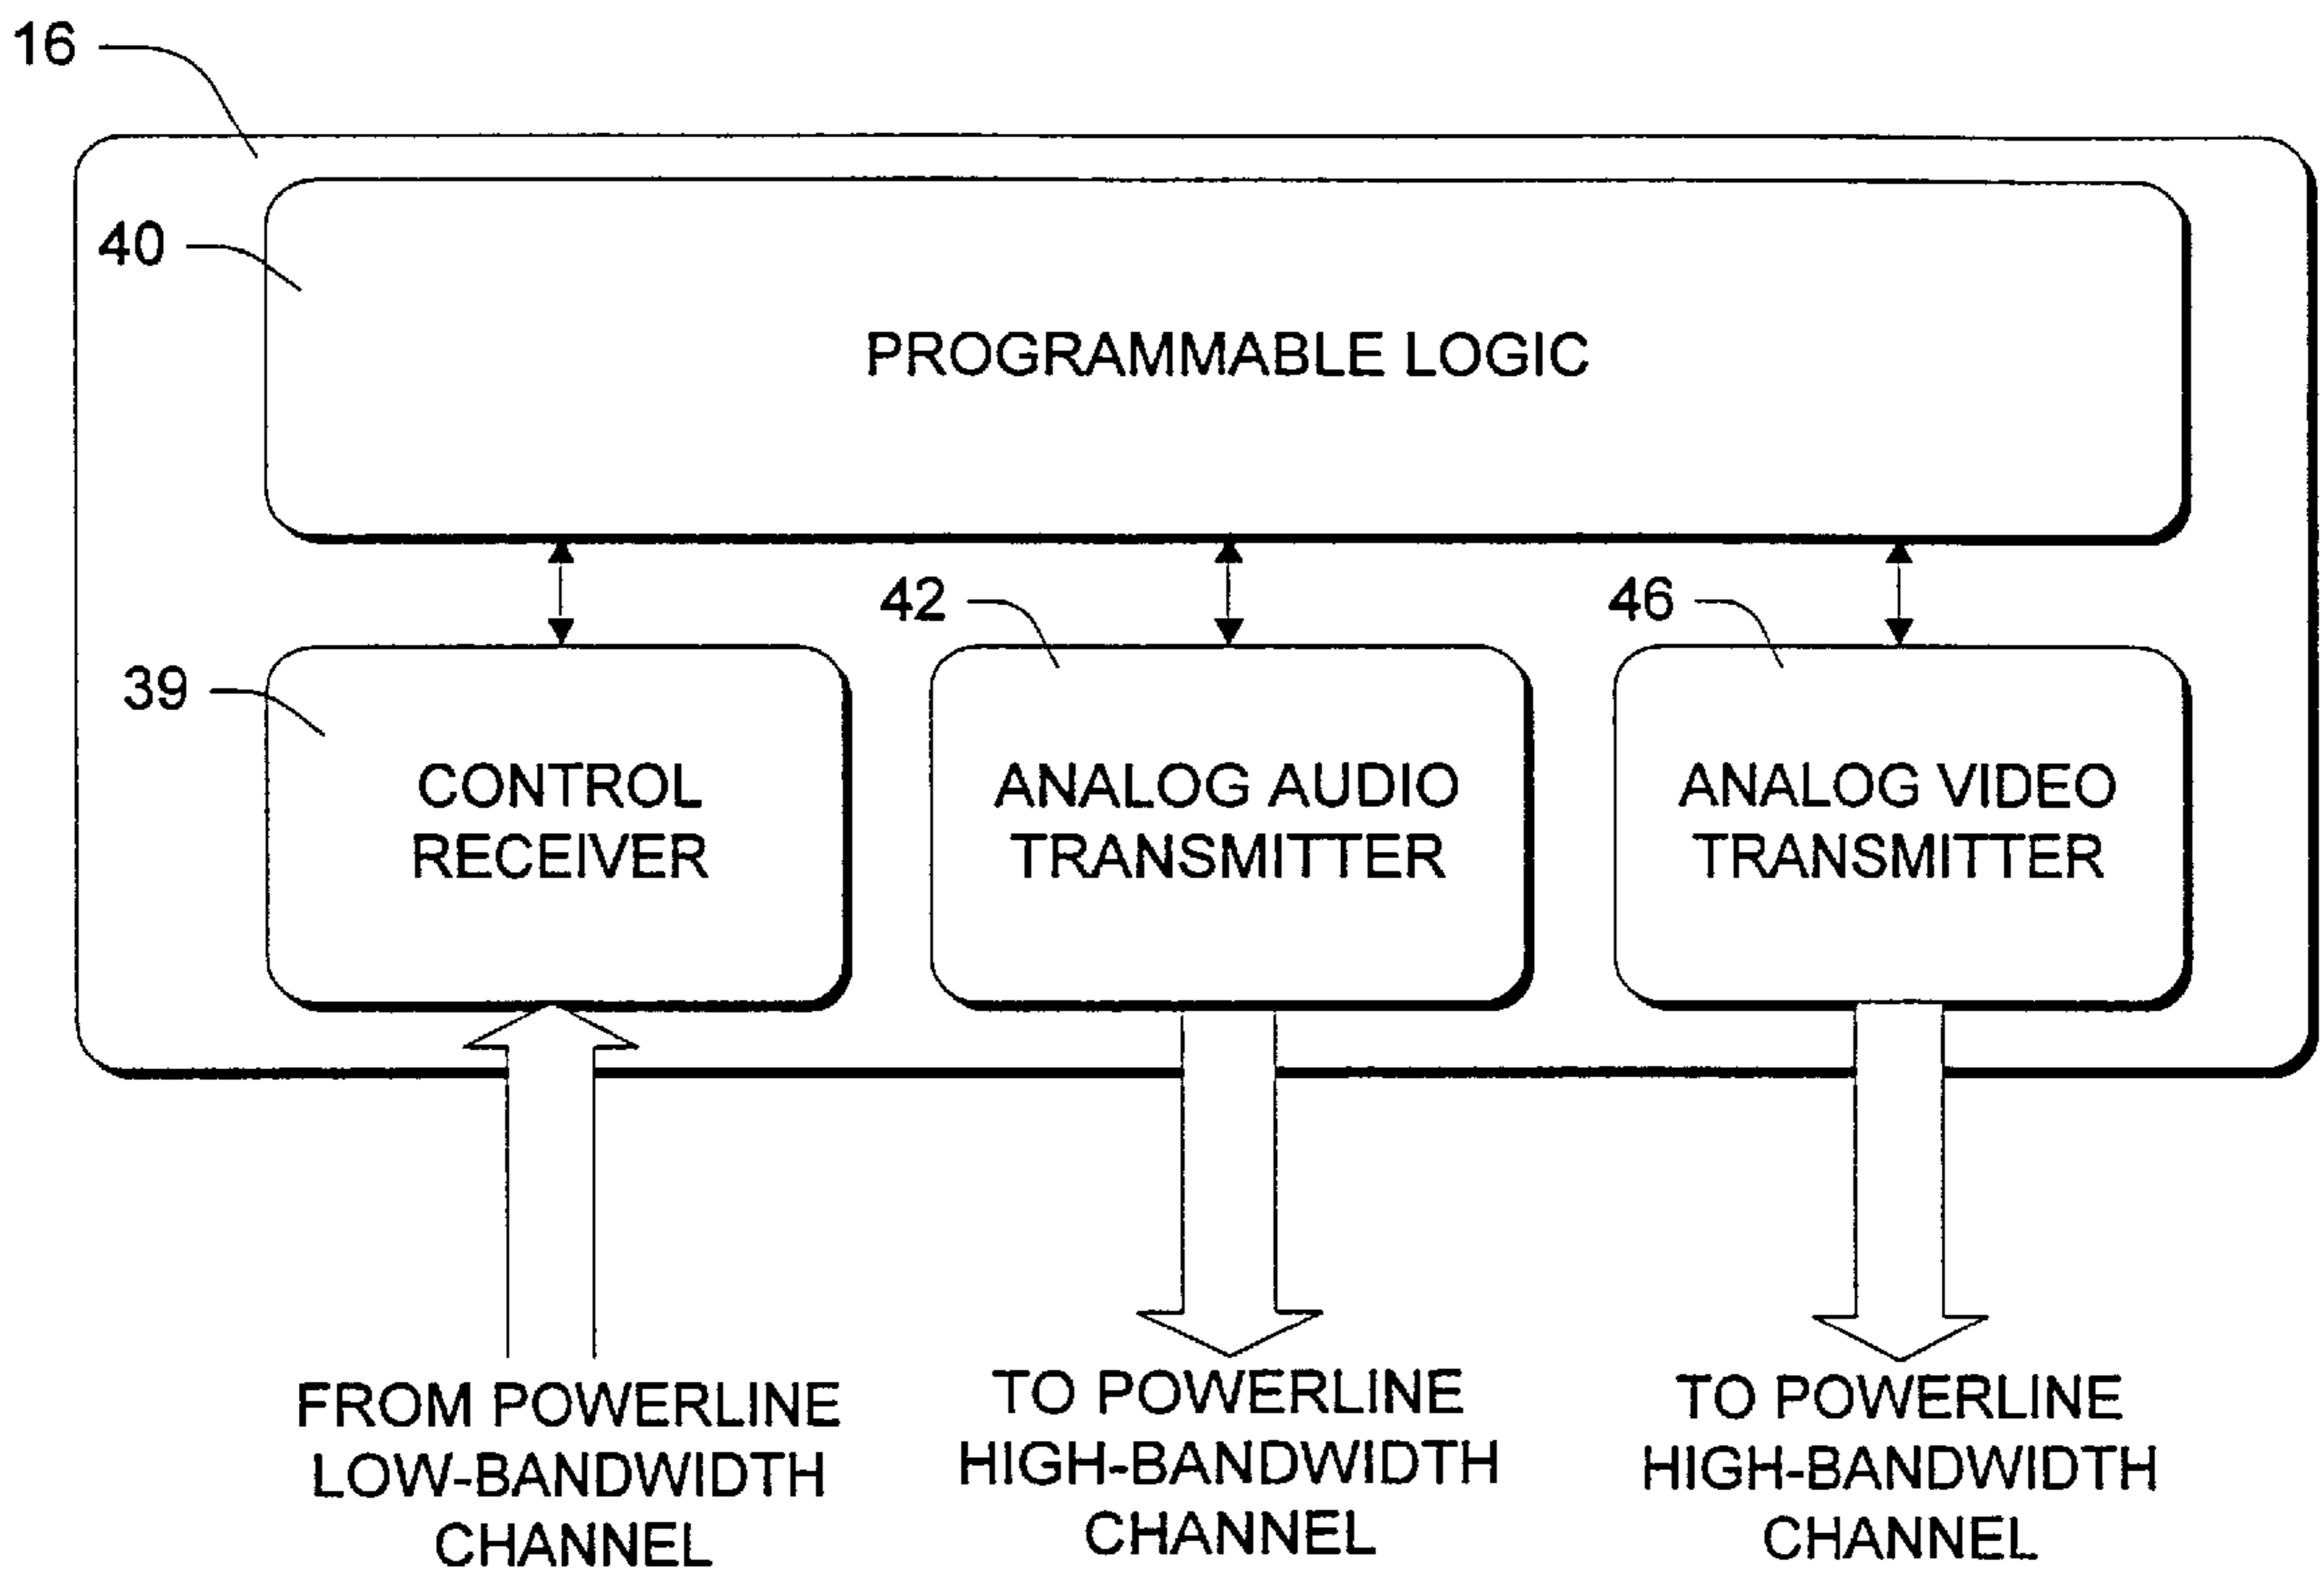 16
40
PROGRAMMABLE LOGIC
42
46
39
CONTROL
RECEIVER
ANALOG AUDIO
TRANSMITTER
ANALOG VIDEO
TRANSMITTER
FROM POWERLINE
LOW-BANDWIDTH
CHANNEL
TO POWERLINE
HIGH-BANDWIDTH
CHANNEL
TO POWERLINE
HIGH-BANDWIDTH
CHANNEL